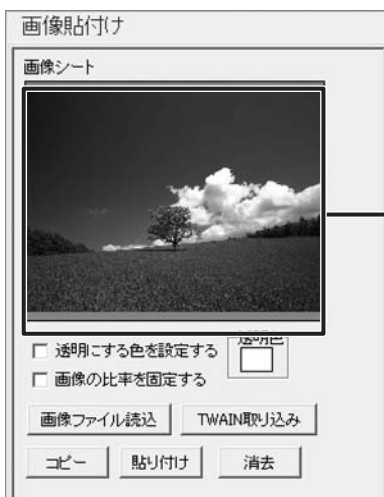 画像貼付け
画像シート
透明色
透明にする色を設定する
画像の比率を固定する
画像ファイル読込 TWAIN取り込み
コピー 貼り付け 消去